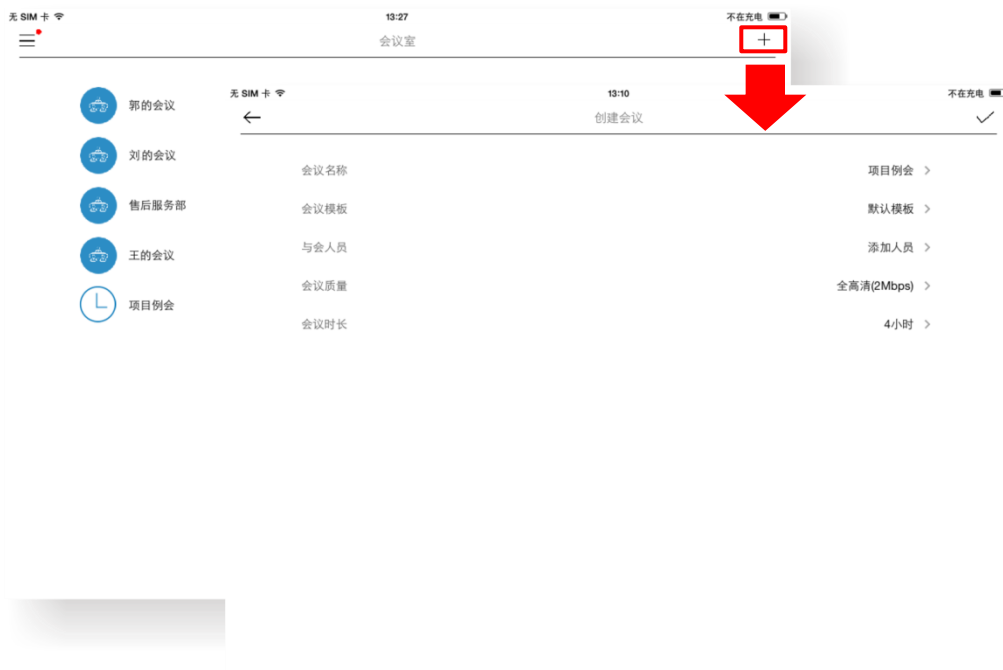 无 SIM 卡 13:27 不在充电
会议室
郭的会议
刘的会议
售后服务部
王的会议
项目例会
无 SIM 卡 13:10 不在充电
创建会议
会议名称 项目例会
会议模板 默认模板
与会人员 添加人员
会议质量 全高清(2Mbps)
会议时长 4小时